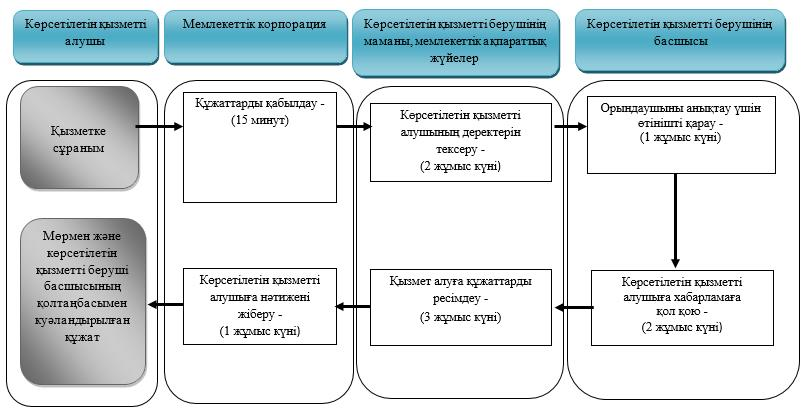 Көрсетілетін қызметті
алушы
Мемлекеттік корпорация
Көрсетілетін қызметті берушінің
маманы, мемлекеттік ақпараттық
жүйелер
Көрсетілетін қызметті берушінің
басшысы
Қызметке
сұраным
Құжаттарды қабылдау -
(15 минут)
Көрсетілетін қызметті
алушының деректерін
тексеру -
(2 жұмыс күні)
Орындаушыны анықтау үшін
өтінішті қарау -
(1 жұмыс күні)
Мөрмен және
көрсетілетін
қызметті беруші
басшысының
қолтаңбасымен
куәландырылған
құжат
Көрсетілетін қызметті
алушыға нәтижені
жіберу -
(1 жұмыс күні)
Қызмет алуға құжаттарды
ресімдеу -
(3 жұмыс күні)
Көрсетілетін қызметті
алушыға хабарламаға
қол қою -
(2 жұмыс күні)